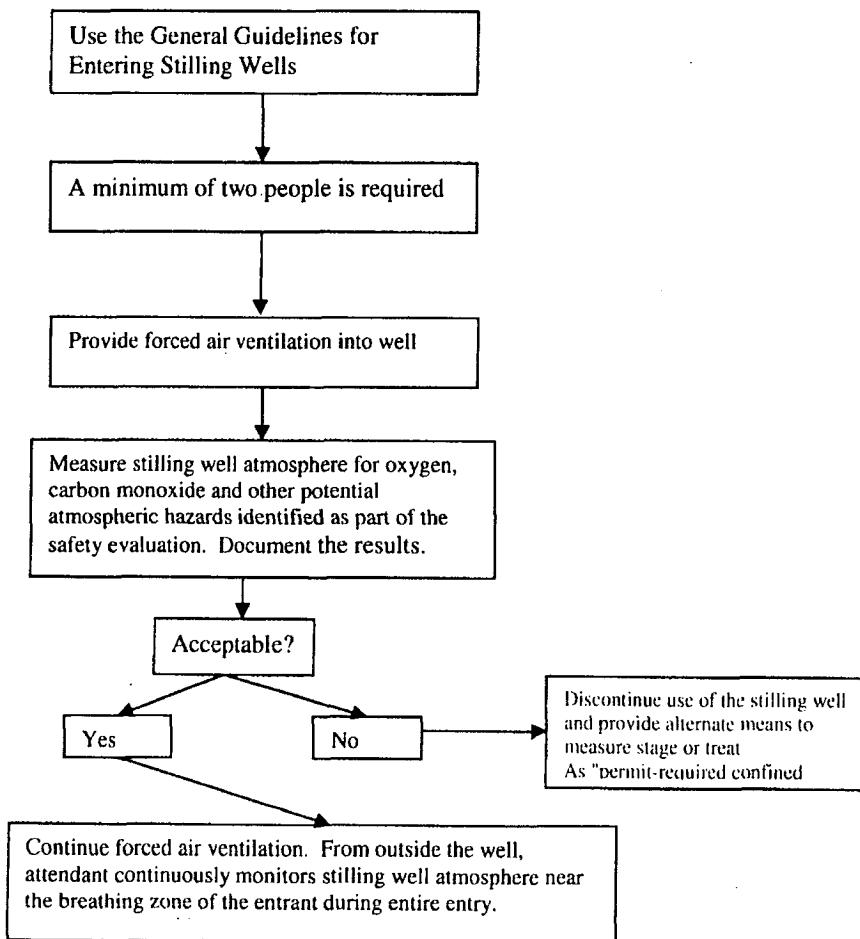 Use the General Guidelines for
Entering Stilling Wells
A minimum of two people is required
Provide forced air ventilation into well
Measure stilling well atmosphere for oxygen,
carbon monoxide and other potential
atmospheric hazards identified as part of the
safety evaluation. Document the results.
Acceptable?
Yes
No
Discontinue use of the stilling well
and provide alternate means to
measure stage or treat
As "permit-required confined
Continue forced air ventilation. From outside the well,
attendant continuously monitors stilling well atmosphere near
the breathing zone of the entrant during entire entry.